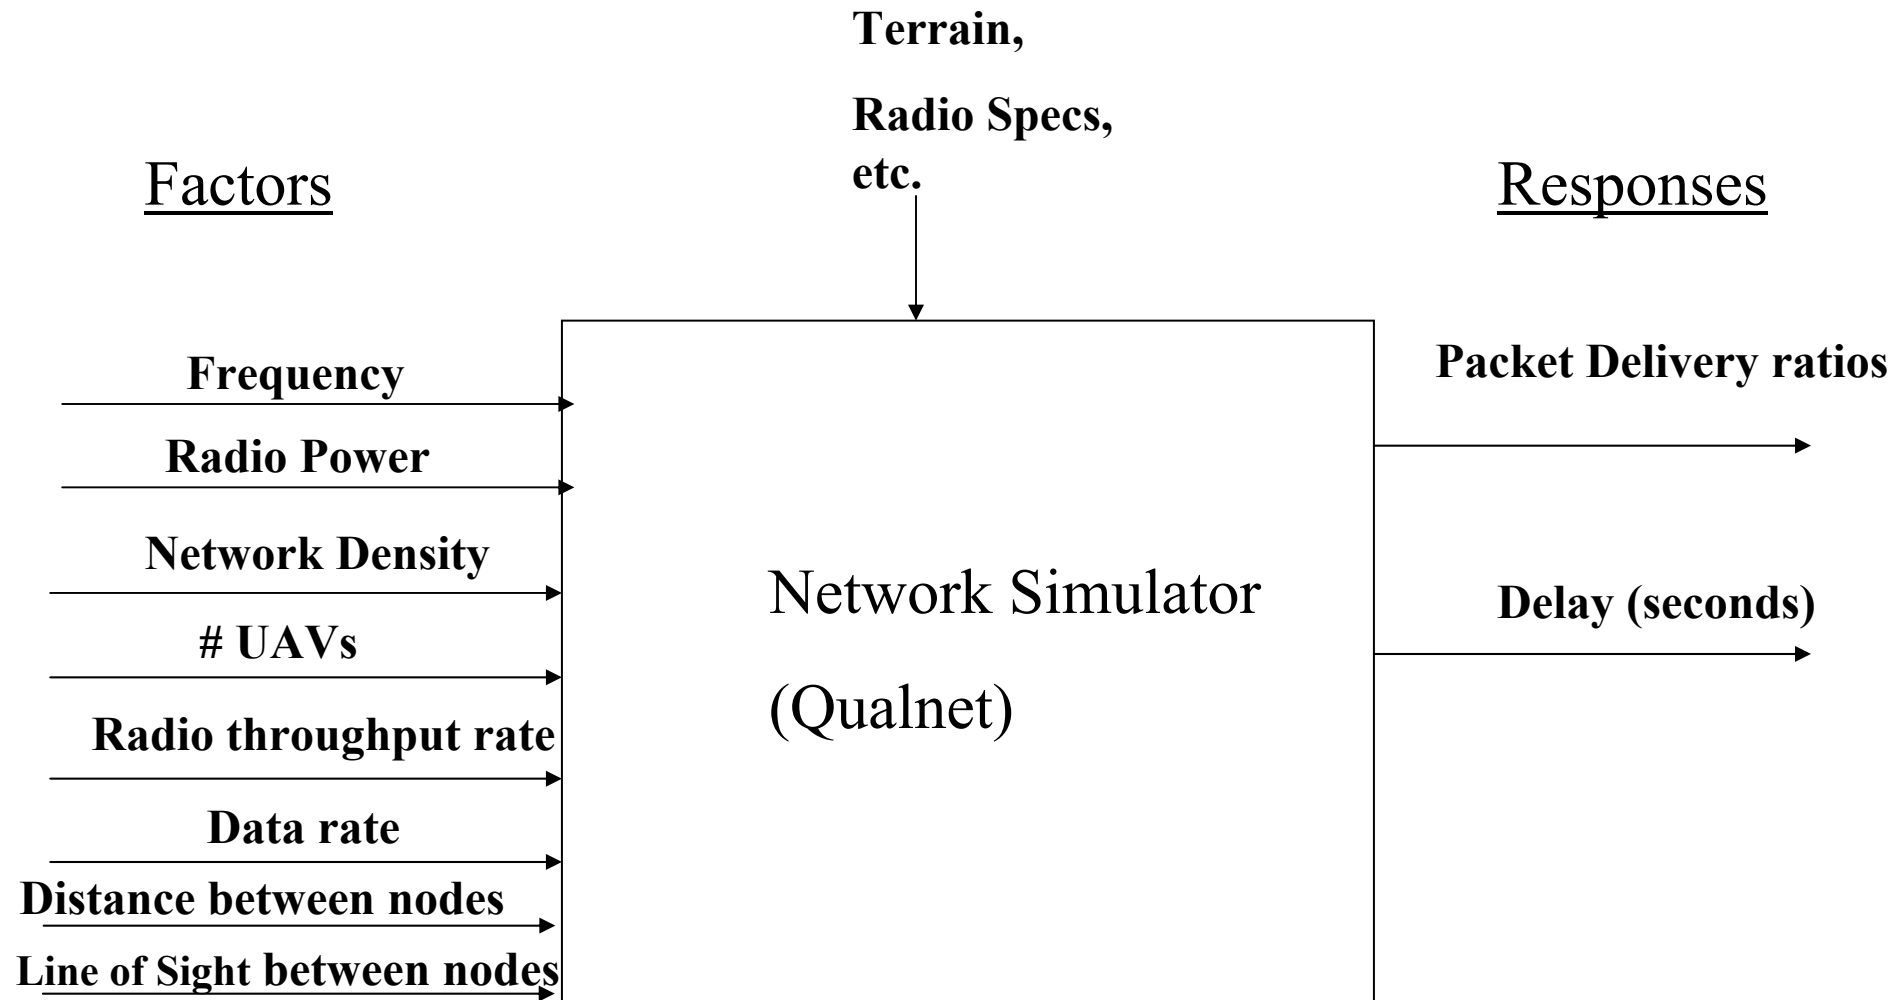 Terrain,
Radio Specs,
etc.
Factors
Responses
Frequency
Radio Power
Network Density
# UAVs
Radio throughput rate
Data rate
Distance between nodes
Line of Sight between nodes
Network Simulator
(Qualnet)
Packet Delivery ratios
Delay (seconds)